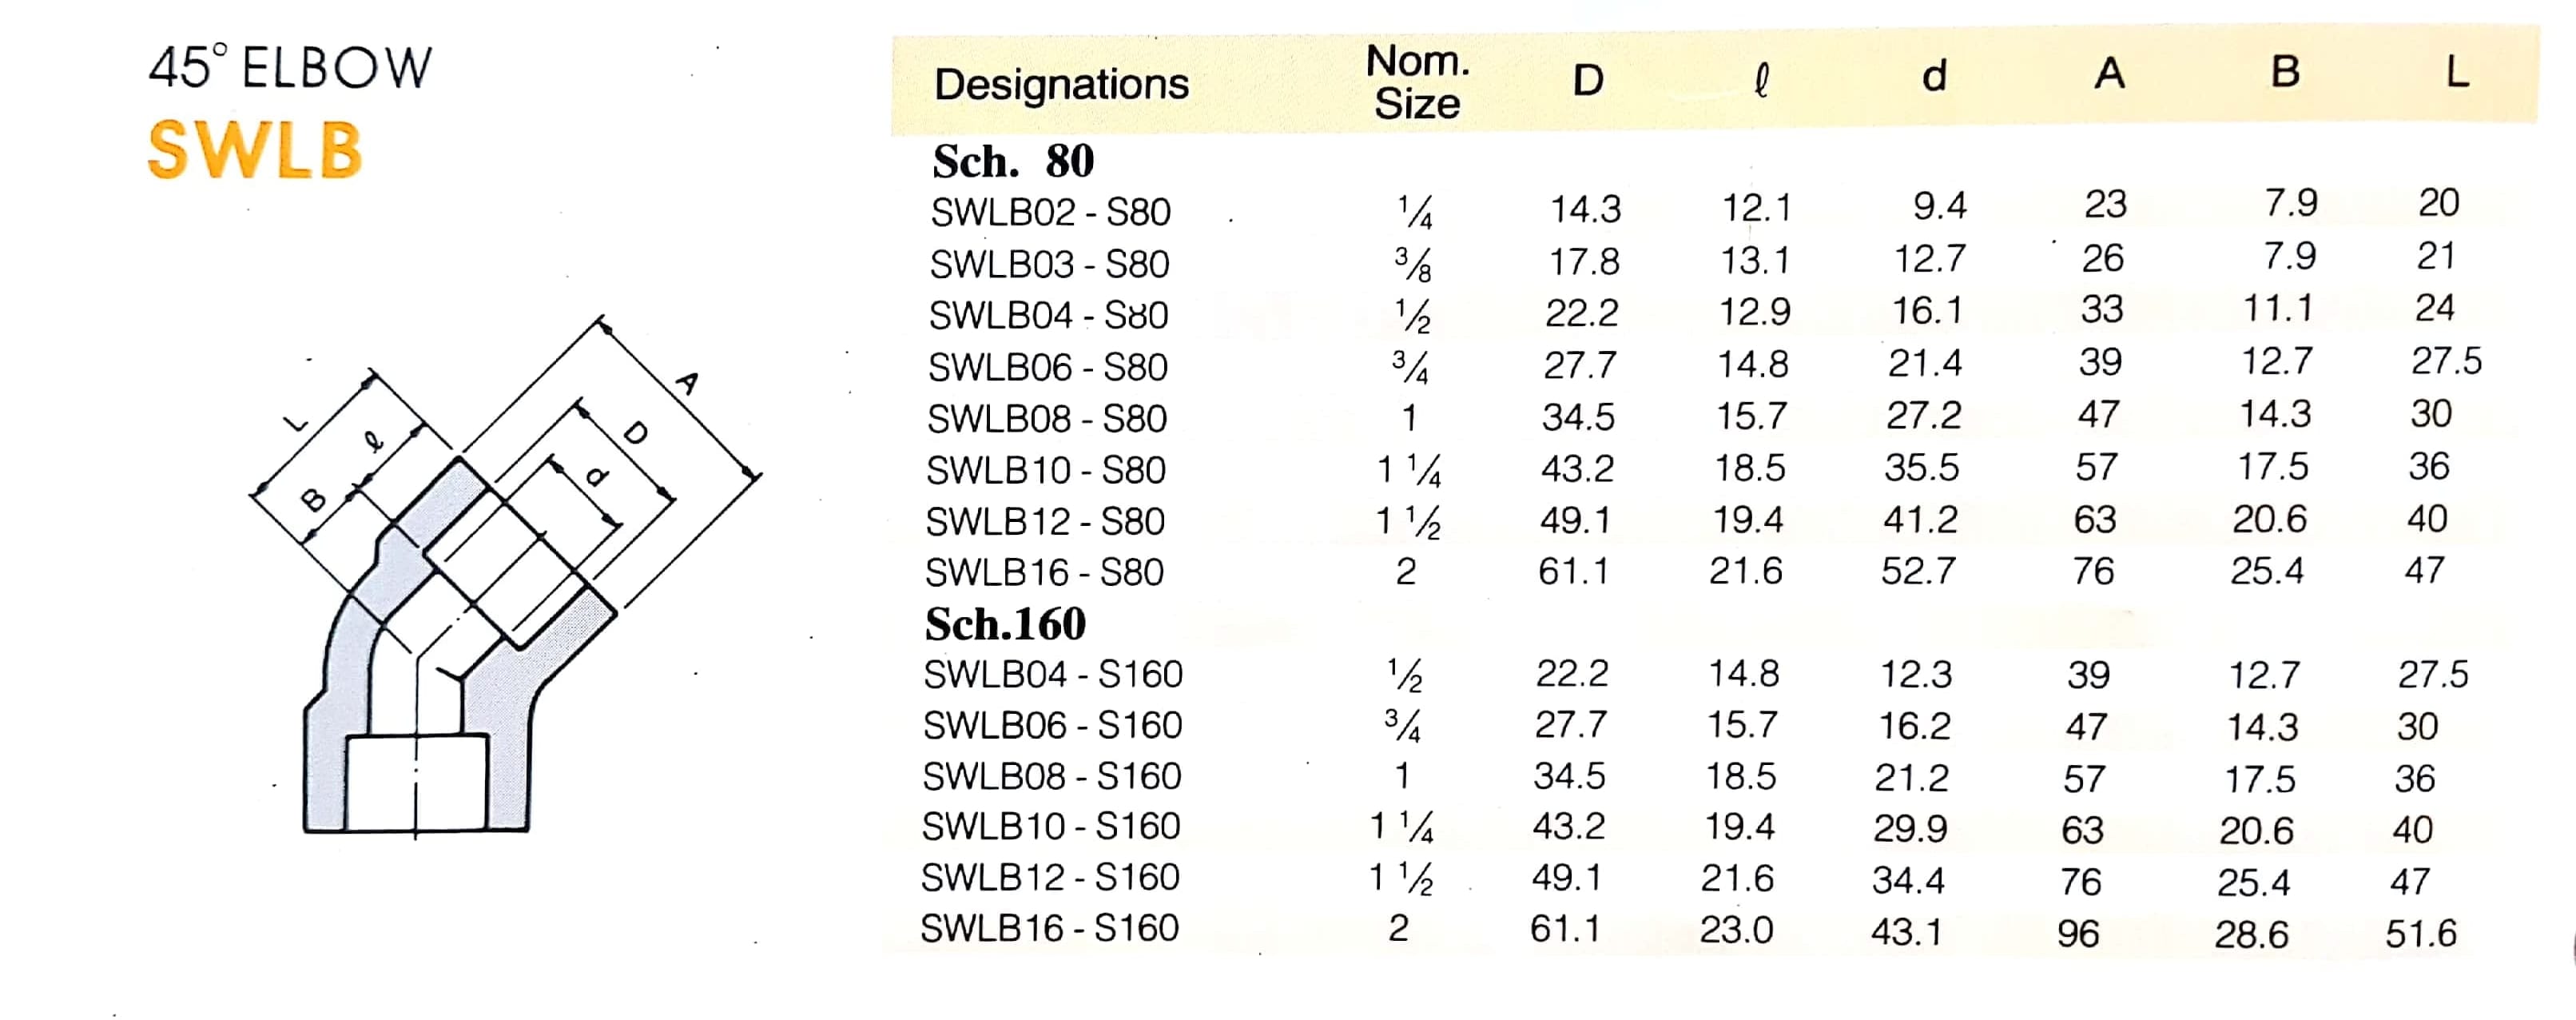 45° ELBOW
SWLB
L
ℓ
B
A
D
d
Designations Nom. Size D ℓ d A B L
Sch. 80
SWLB02 - S80 1/4 14.3 12.1 9.4 23 7.9 20
SWLB03 - S80 3/8 17.8 13.1 12.7 26 7.9 21
SWLB04 - S80 1/2 22.2 12.9 16.1 33 11.1 24
SWLB06 - S80 3/4 27.7 14.8 21.4 39 12.7 27.5
SWLB08 - S80 1 34.5 15.7 27.2 47 14.3 30
SWLB10 - S80 1 1/4 43.2 18.5 35.5 57 17.5 36
SWLB12 - S80 1 1/2 49.1 19.4 41.2 63 20.6 40
SWLB16 - S80 2 61.1 21.6 52.7 76 25.4 47
Sch.160
SWLB04 - S160 1/2 22.2 14.8 12.3 39 12.7 27.5
SWLB06 - S160 3/4 27.7 15.7 16.2 47 14.3 30
SWLB08 - S160 1 34.5 18.5 21.2 57 17.5 36
SWLB10 - S160 1 1/4 43.2 19.4 29.9 63 20.6 40
SWLB12 - S160 1 1/2 49.1 21.6 34.4 76 25.4 47
SWLB16 - S160 2 61.1 23.0 43.1 96 28.6 51.6